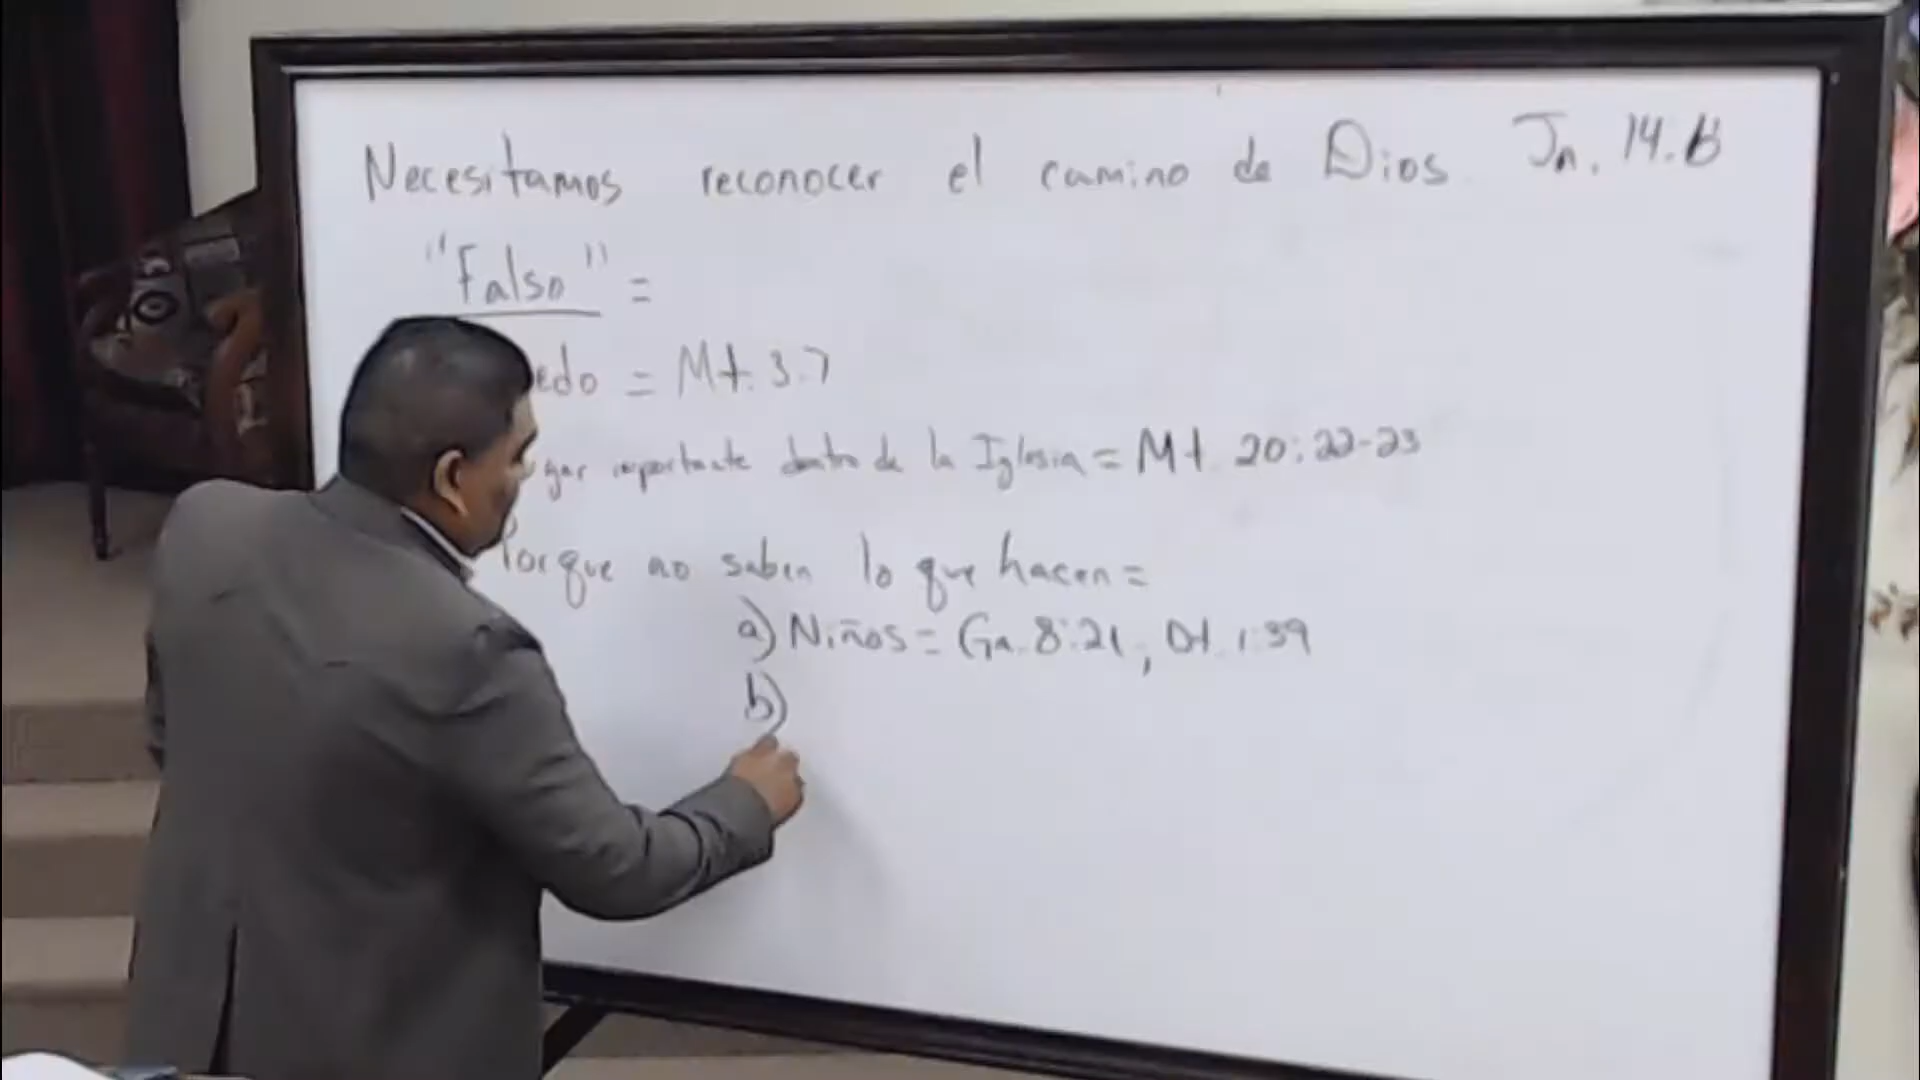 Necesitamos reconocer el camino de Dios. Jn. 14.6
"Falso" =
edo = Mt. 3.7
gar importante dentro de la Iglesia = Mt. 20:22-23
Porque no saben lo que hacen =
a) Niños = Gn. 8:21, Dt. 1:39
b)